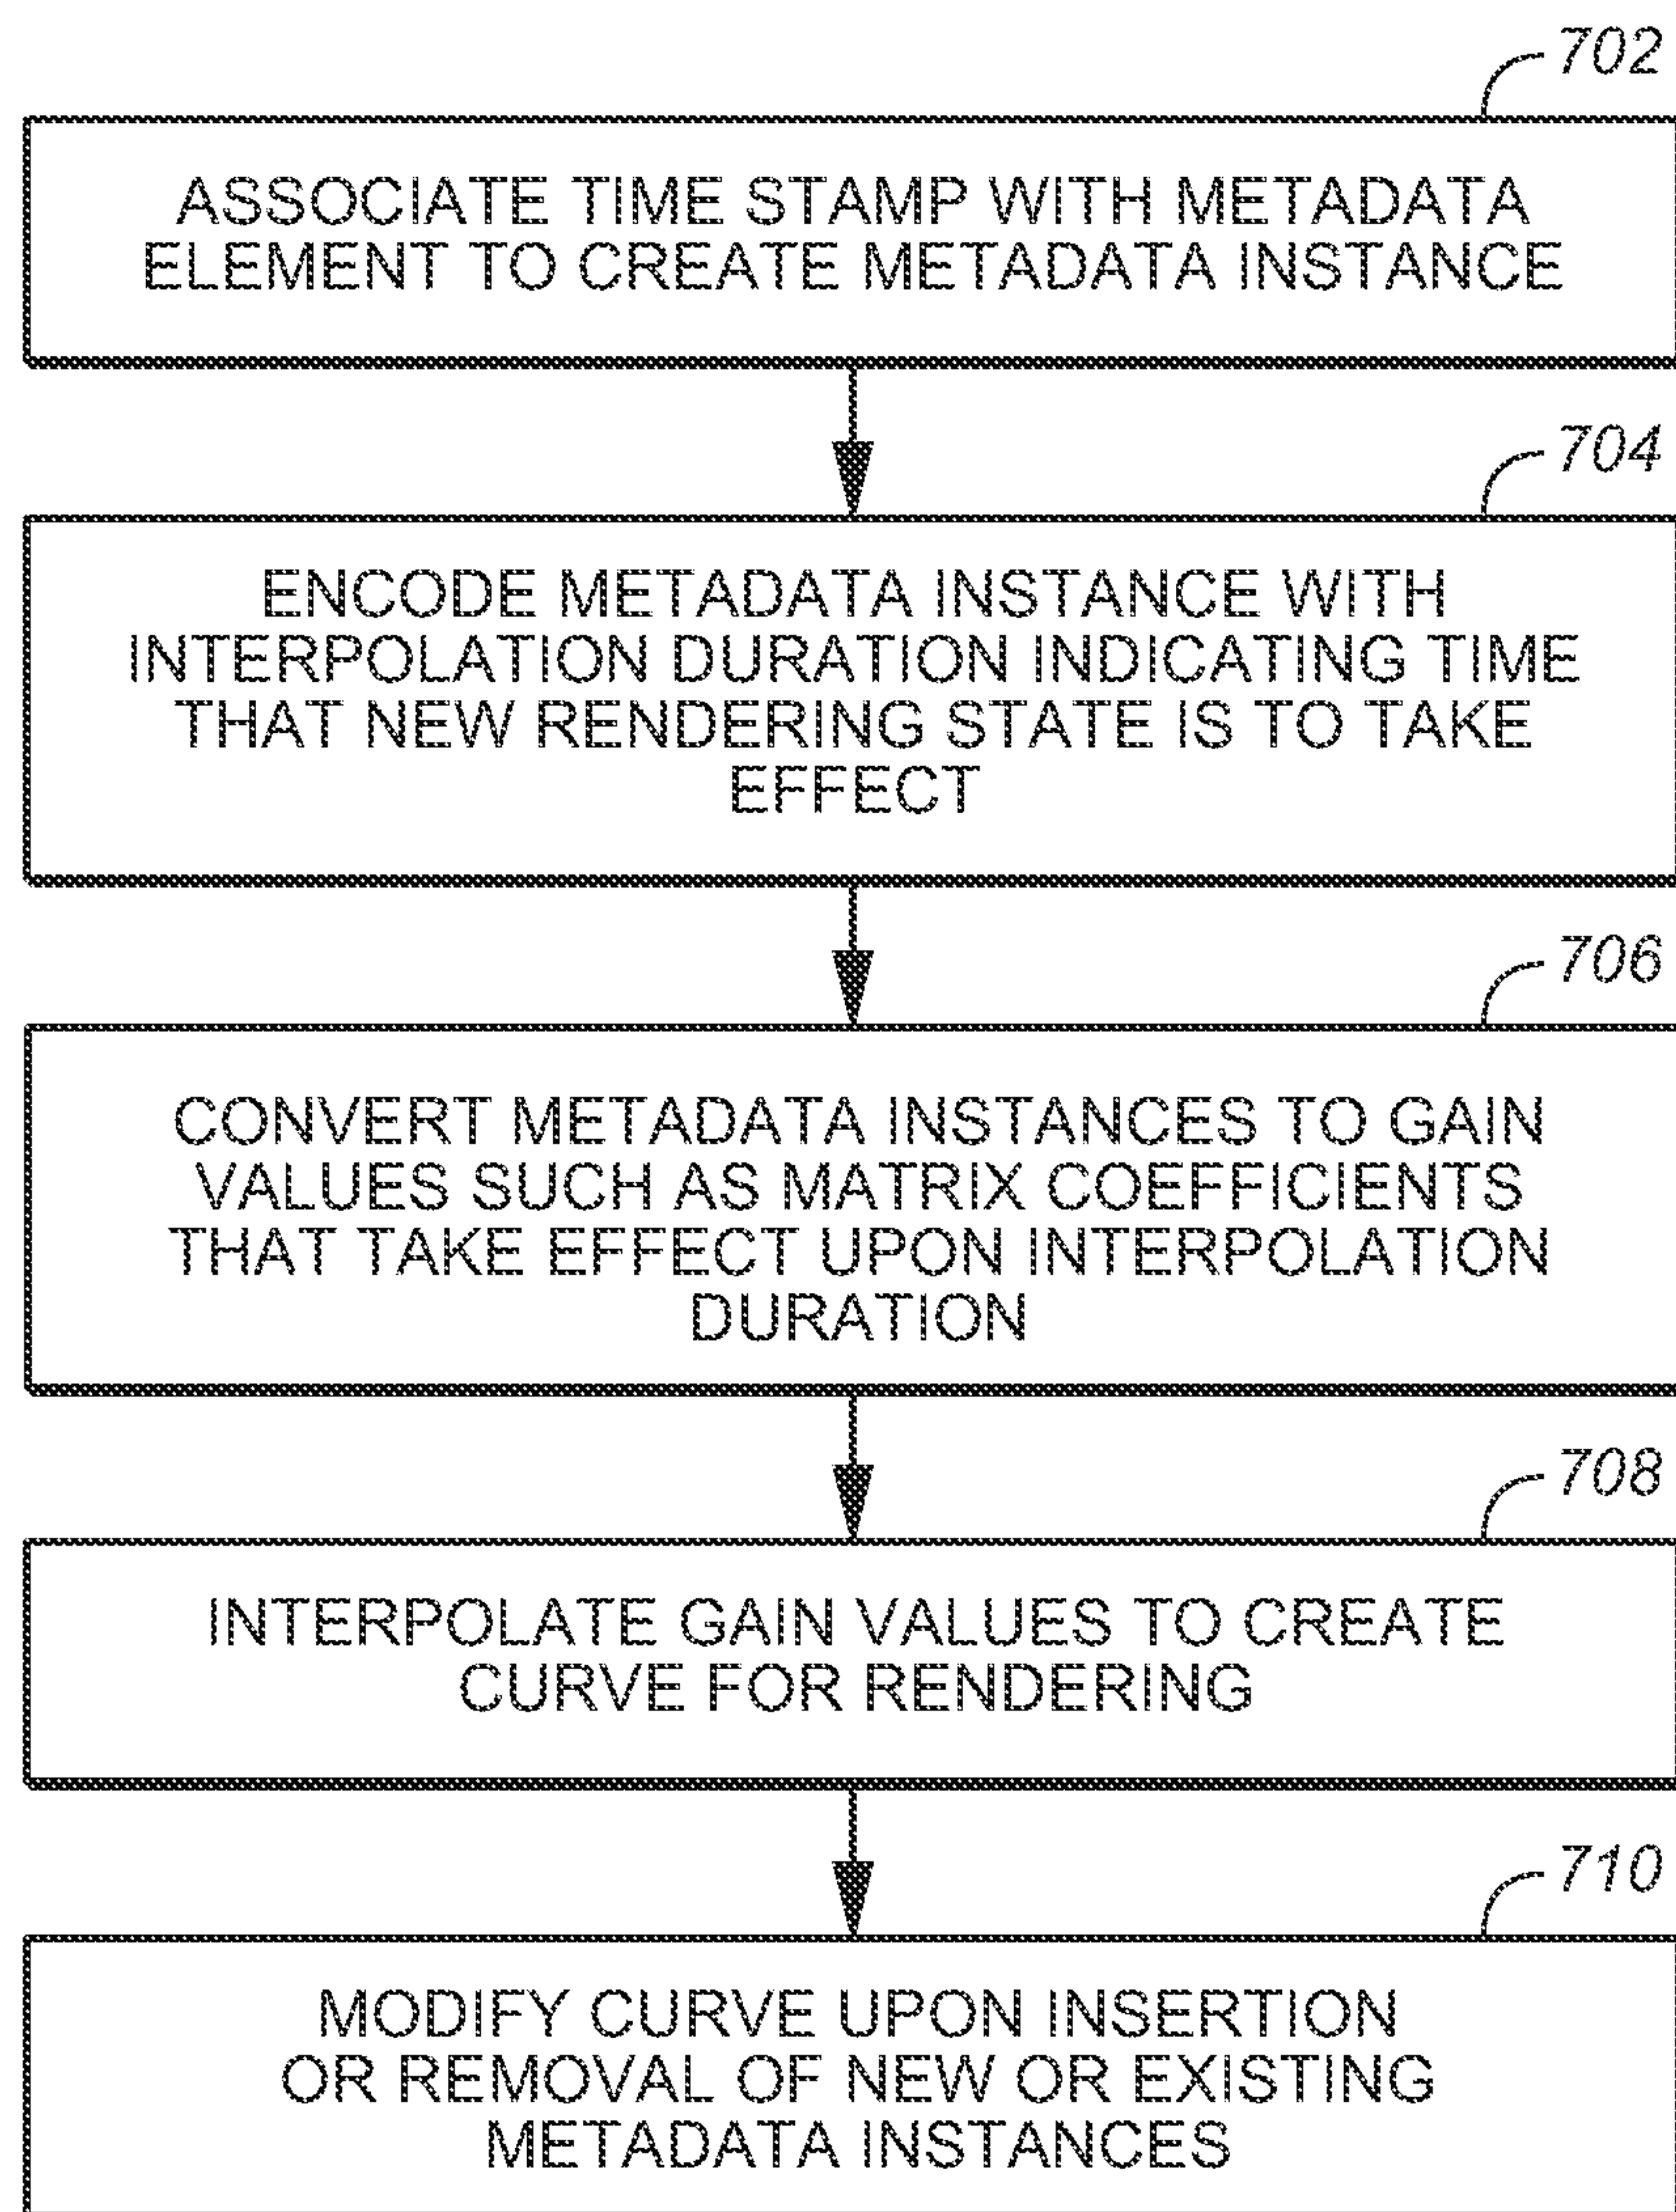 702
ASSOCIATE TIME STAMP WITH METADATA
ELEMENT TO CREATE METADATA INSTANCE
704
ENCODE METADATA INSTANCE WITH
INTERPOLATION DURATION INDICATING TIME
THAT NEW RENDERING STATE IS TO TAKE
EFFECT
706
CONVERT METADATA INSTANCES TO GAIN
VALUES SUCH AS MATRIX COEFFICIENTS
THAT TAKE EFFECT UPON INTERPOLATION
DURATION
708
INTERPOLATE GAIN VALUES TO CREATE
CURVE FOR RENDERING
710
MODIFY CURVE UPON INSERTION
OR REMOVAL OF NEW OR EXISTING
METADATA INSTANCES